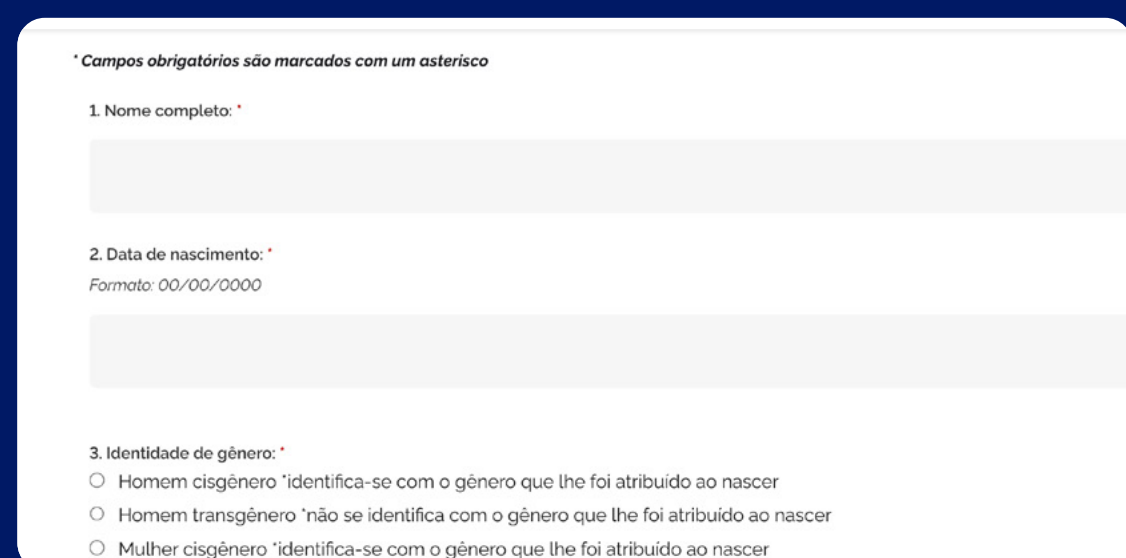 * Campos obrigatórios são marcados com um asterisco
1. Nome completo: *
2. Data de nascimento: *
Formato: 00/00/0000
3. Identidade de gênero: *
Homem cisgênero *identifica-se com o gênero que lhe foi atribuído ao nascer
Homem transgênero *não se identifica com o gênero que lhe foi atribuído ao nascer
Mulher cisgênero *identifica-se com o gênero que lhe foi atribuído ao nascer